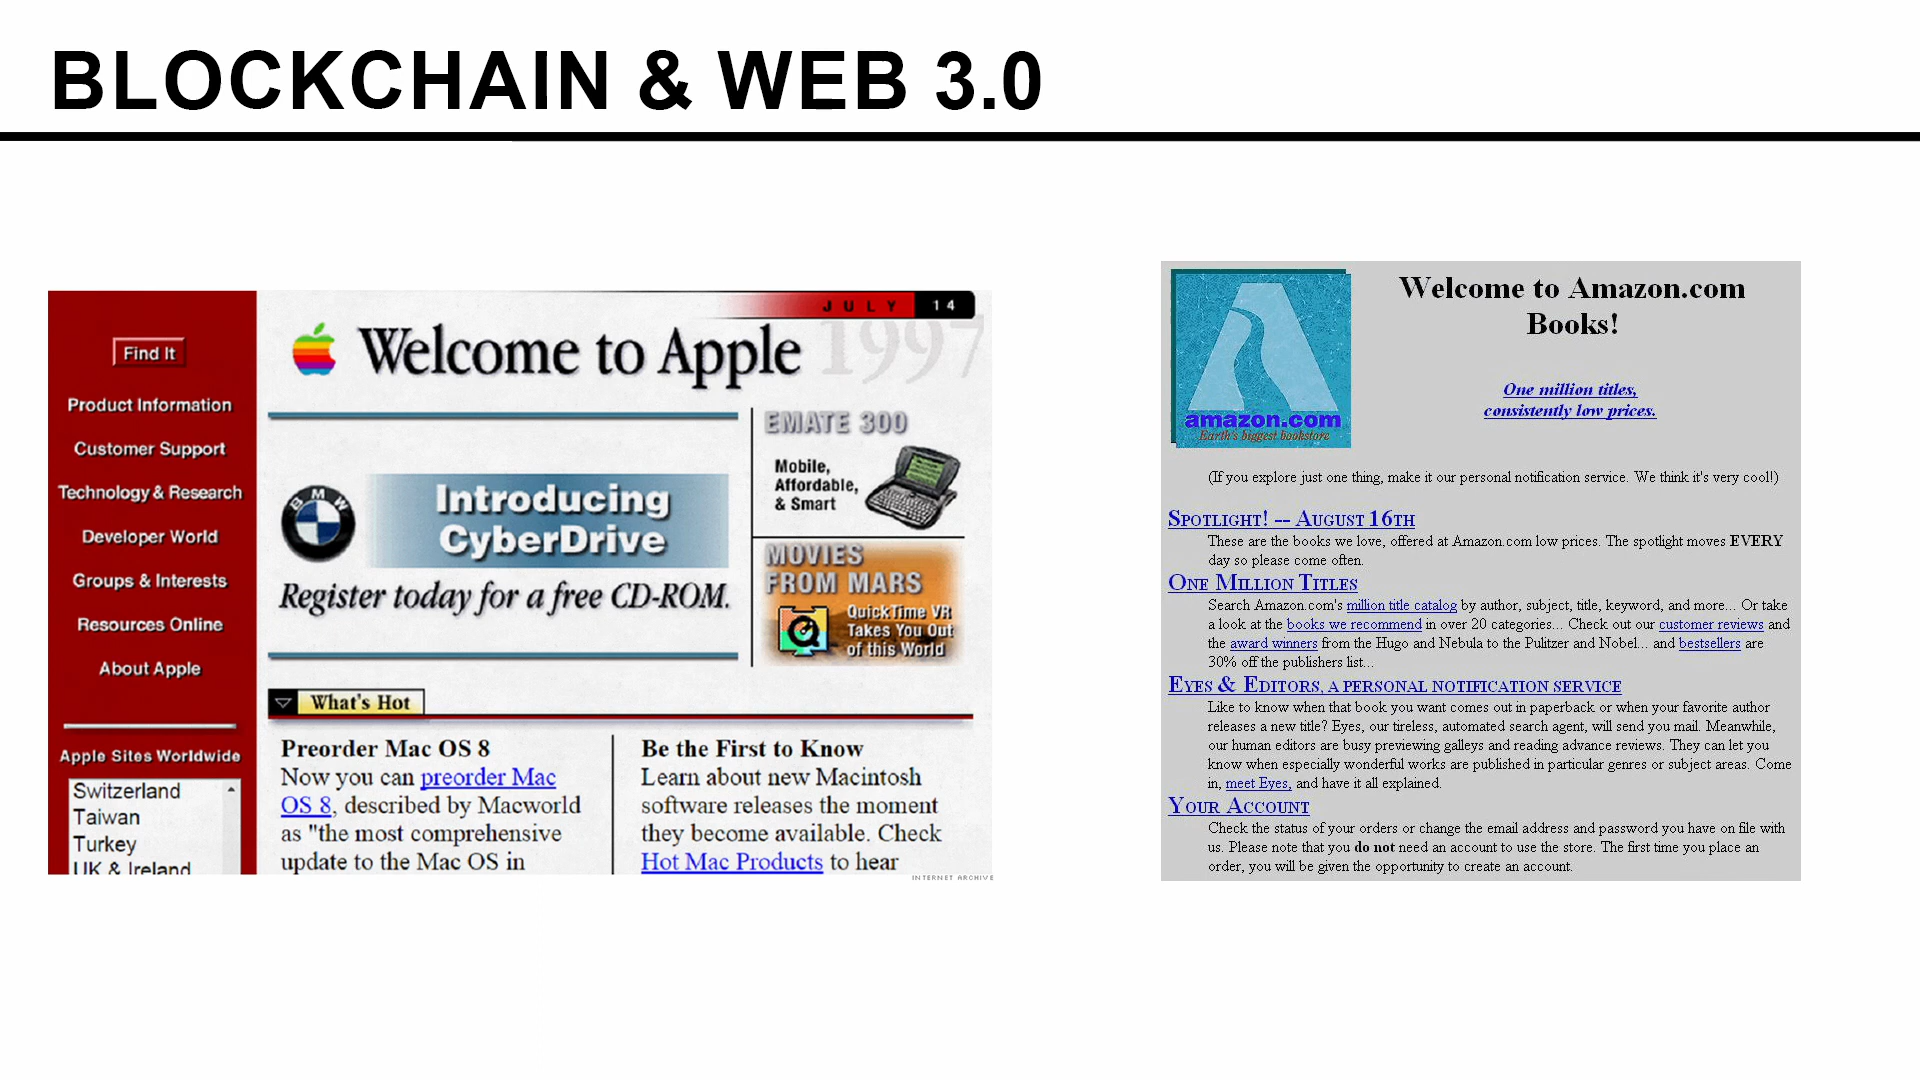 BLOCKCHAIN & WEB 3.0
JULY 14
1997
Welcome to Apple
Find It
Product Information
Customer Support
Technology & Research
Developer World
Groups & Interests
Resources Online
About Apple
Apple Sites Worldwide
Switzerland
Taiwan
Turkey
UK & Ireland
BMW
Introducing
CyberDrive
Register today for a free CD-ROM.
EMATE 300
Mobile,
Affordable,
& Smart
MOVIES
FROM MARS
QuickTime VR
Takes You Out
of this World
What's Hot
Preorder Mac OS 8
Now you can preorder Mac
OS 8, described by Macworld
as "the most comprehensive
update to the Mac OS in
Be the First to Know
Learn about new Macintosh
software releases the moment
they become available. Check
Hot Mac Products to hear
INTERNET ARCHIVE
amazon.com
Earth's biggest bookstore
Welcome to Amazon.com
Books!
One million titles,
consistently low prices.
(If you explore just one thing, make it our personal notification service. We think it's very cool!)
SPOTLIGHT! -- AUGUST 16TH
These are the books we love, offered at Amazon.com low prices. The spotlight moves EVERY
day so please come often.
ONE MILLION TITLES
Search Amazon.com's million title catalog by author, subject, title, keyword, and more... Or take
a look at the books we recommend in over 20 categories... Check out our customer reviews and
the award winners from the Hugo and Nebula to the Pulitzer and Nobel... and bestsellers are
30% off the publishers list...
EYES & EDITORS, A PERSONAL NOTIFICATION SERVICE
Like to know when that book you want comes out in paperback or when your favorite author
releases a new title? Eyes, our tireless, automated search agent, will send you mail. Meanwhile,
our human editors are busy previewing galleys and reading advance reviews. They can let you
know when especially wonderful works are published in particular genres or subject areas. Come
in, meet Eyes, and have it all explained.
YOUR ACCOUNT
Check the status of your orders or change the email address and password you have on file with
us. Please note that you do not need an account to use the store. The first time you place an
order, you will be given the opportunity to create an account.